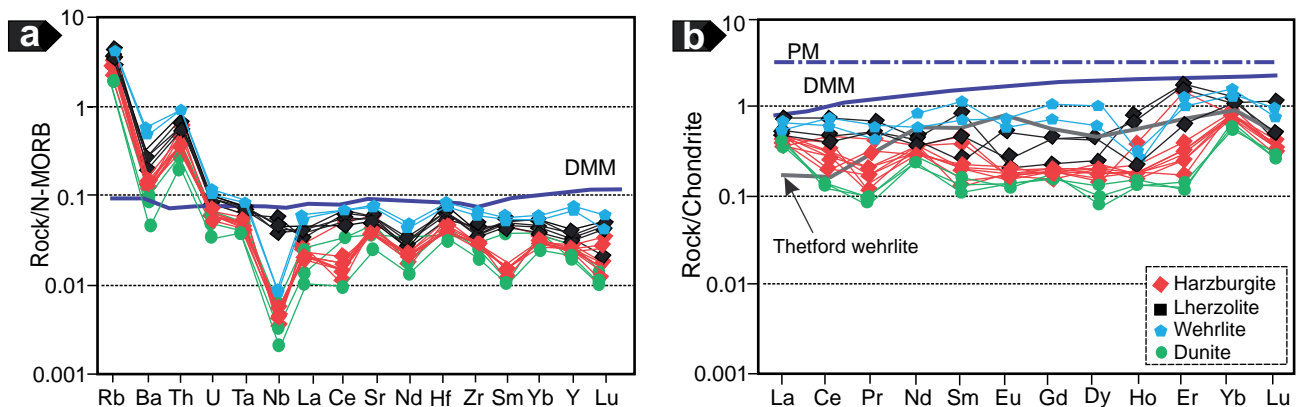 a
Rock/N-MORB
10
1
0.1
0.01
0.001
DMM
Rb Ba Th U Ta Nb La Ce Sr Nd Hf Zr Sm Yb Y Lu
b
Rock/Chondrite
10
1
0.1
0.01
0.001
PM
DMM
Thetford wehrlite
Harzburgite
Lherzolite
Wehrlite
Dunite
La Ce Pr Nd Sm Eu Gd Dy Ho Er Yb Lu